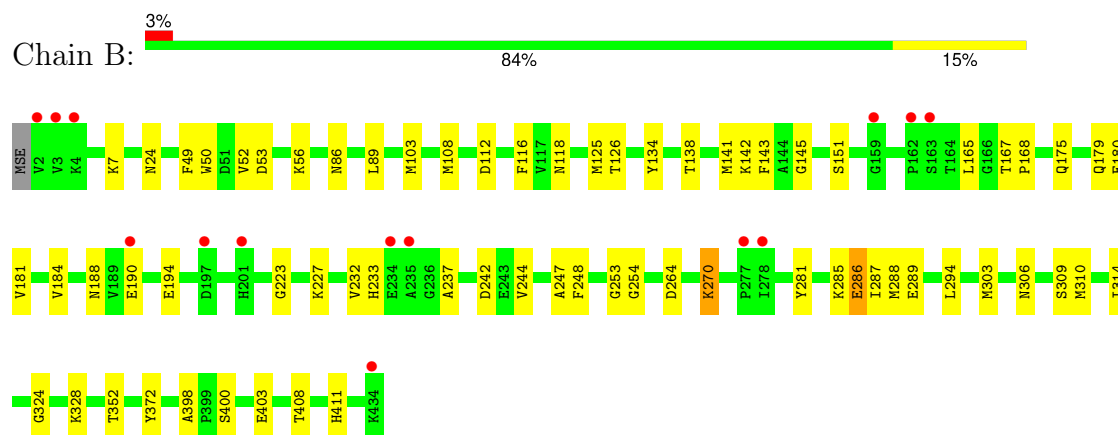 3%
Chain B:
84% 15%
MSE V2 V3 K4 K7 N24 F49 W50 D51 V52 D53 K56 N86 L89 M103 M108 D112 F116 V117 N118 M125 T126 Y134 T138 M141 K142 F143 A144 G145 S151 G159 P162 S163 T164 L165 G166 T167 P168 Q175 Q179
V181 V184 N188 V189 E190 E194 D197 H201 G223 K227 V232 H233 E234 A235 G236 A237 D242 E243 V244 A247 F248 G253 G254 D264 K270 P277 I278 Y281 K285 E286 I287 M288 E289 L294 M303 N306 S309 M310
G324 K328 T352 Y372 A398 P399 S400 E403 T408 H411 K434